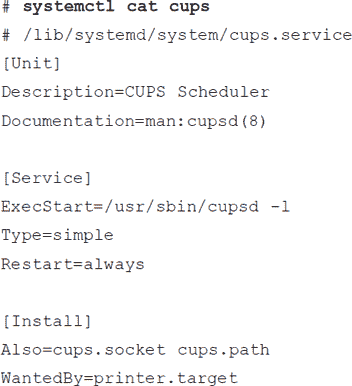 # systemctl cat cups
# /lib/systemd/system/cups.service
[Unit]
Description=CUPS Scheduler
Documentation=man:cupsd(8)

[Service]
ExecStart=/usr/sbin/cupsd -l
Type=simple
Restart=always

[Install]
Also=cups.socket cups.path
WantedBy=printer.target